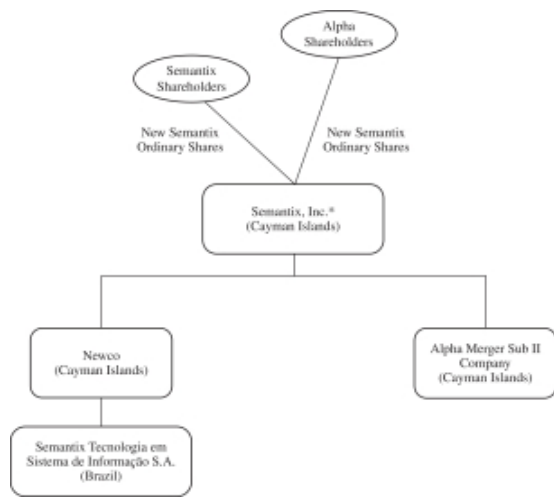 Alpha
Shareholders
Semantix
Shareholders
New Semantix
Ordinary Shares
New Semantix
Ordinary Shares
Semantix, Inc.*
(Cayman Islands)
Newco
(Cayman Islands)
Alpha Merger Sub II
Company
(Cayman Islands)
Semantix Tecnologia em
Sistema de Informação S.A.
(Brazil)